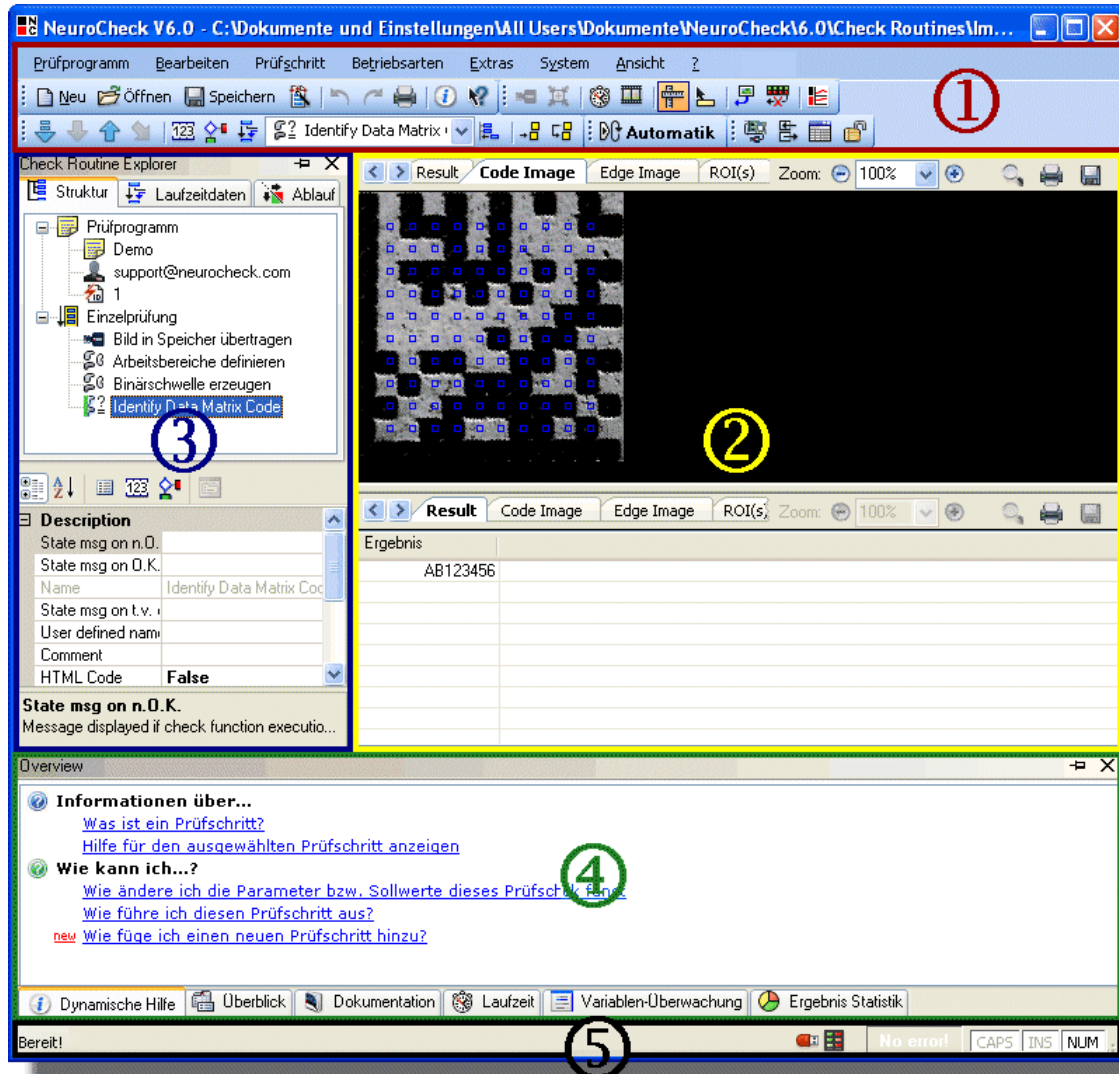 NeuroCheck V6.0 - C:\Dokumente und Einstellungen\All Users\Dokumente\NeuroCheck\6.0\Check Routines\Im...
Prüfprogramm Bearbeiten Prüfschritt Betriebsarten Extras System Ansicht ?
Neu Öffnen Speichern
123 Identify Data Matrix Automatik
1
Check Routine Explorer
Struktur Laufzeitdaten Ablauf
Prüfprogramm
Demo
support@neurocheck.com
1
Einzelprüfung
Bild in Speicher übertragen
Arbeitsbereiche definieren
Binärschwelle erzeugen
Identify Data Matrix Code
3
123
Description
State msg on n.O.
State msg on O.K.
Name Identify Data Matrix Coc
State msg on t.v.
User defined nam
Comment
HTML Code False
State msg on n.O.K.
Message displayed if check function executio...
Result Code Image Edge Image ROI(s) Zoom: 100%
2
Result Code Image Edge Image ROI(s) Zoom: 100%
Ergebnis
AB123456
Overview
Informationen über...
Was ist ein Prüfschritt?
Hilfe für den ausgewählten Prüfschritt anzeigen
Wie kann ich...?
Wie ändere ich die Parameter bzw. Sollwerte dieses
4
Wie führe ich diesen Prüfschritt aus?
new Wie füge ich einen neuen Prüfschritt hinzu?
Dynamische Hilfe Überblick Dokumentation Laufzeit Variablen-Überwachung Ergebnis Statistik
Bereit! No error! CAPS INS NUM
5